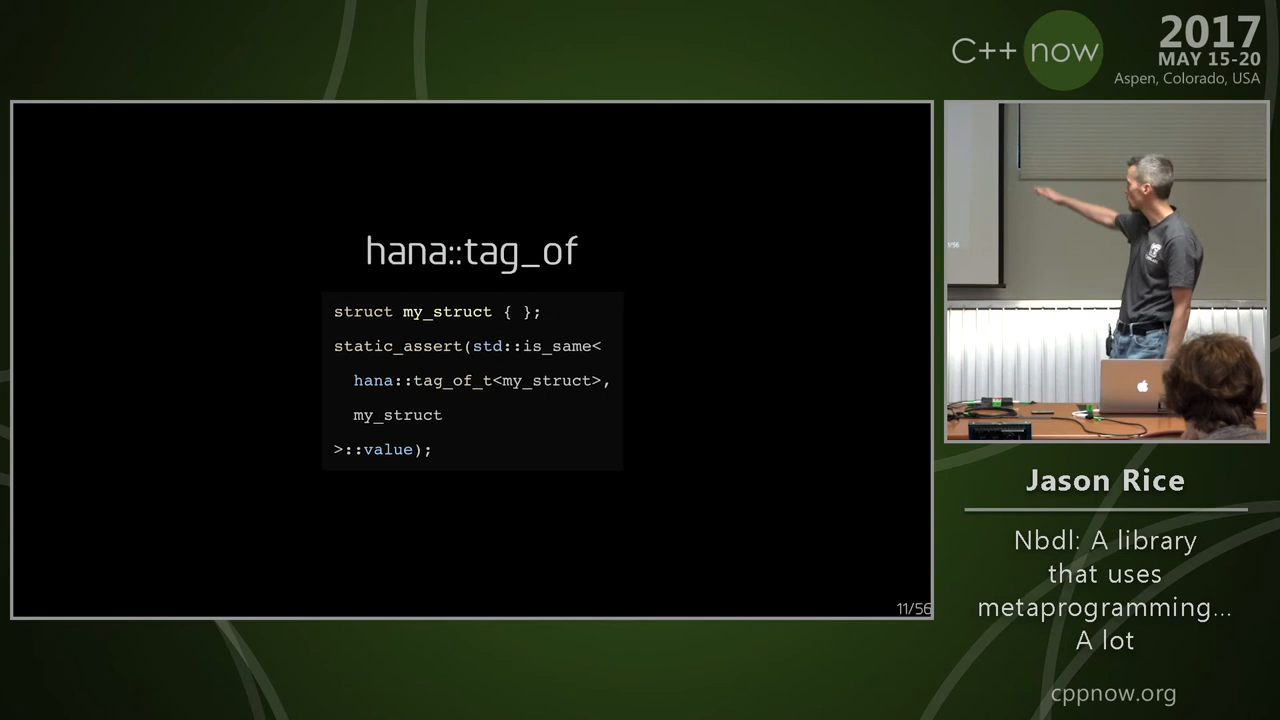 C++ now
2017
MAY 15-20
Aspen, Colorado, USA
hana::tag_of
struct my_struct { };
static_assert(std::is_same<
hana::tag_of_t<my_struct>,
my_struct
>::value);
11/56
Jason Rice
Nbdl: A library
that uses
metaprogramming...
A lot
cppnow.org